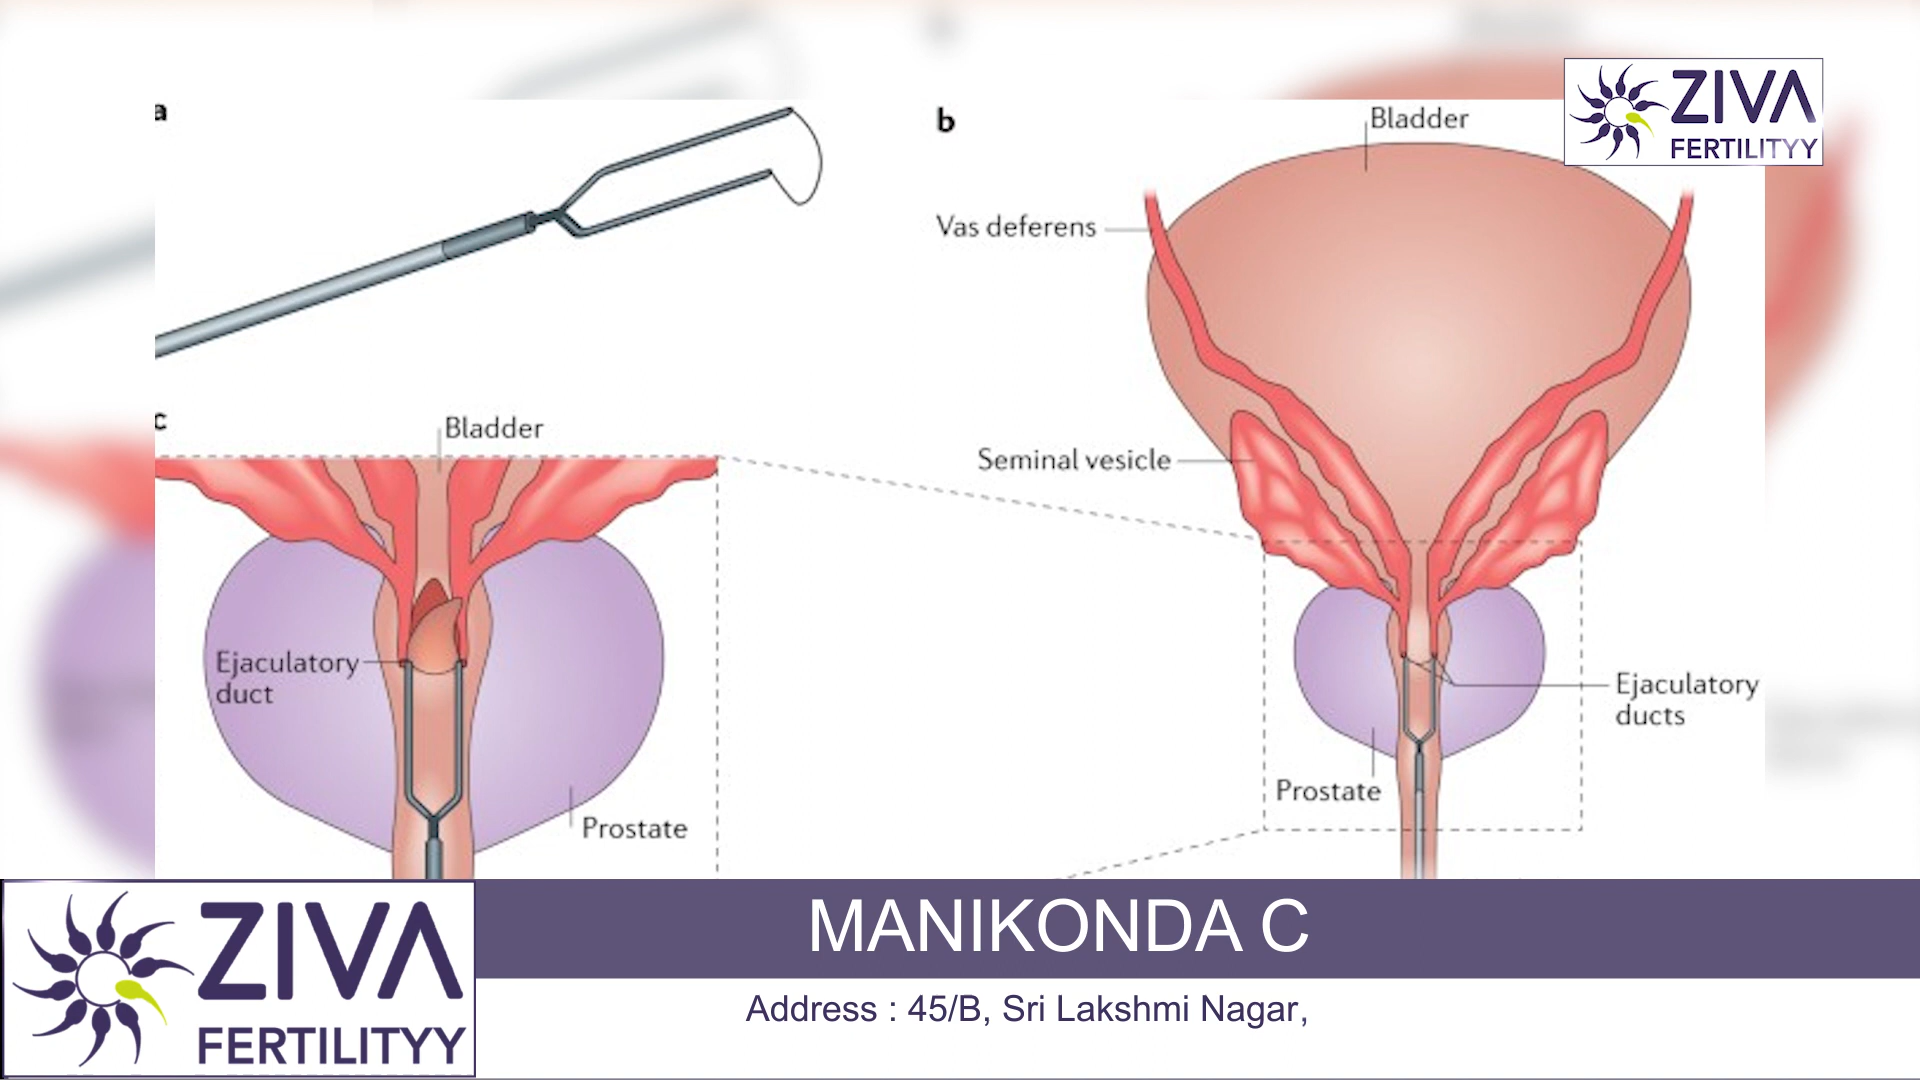 a
b
Bladder
ZIVA
FERTILITYY
Vas deferens
c
Bladder
Seminal vesicle
Ejaculatory
duct
Ejaculatory
ducts
Prostate
Prostate
ZIVA
FERTILITYY
MANIKONDA C
Address : 45/B, Sri Lakshmi Nagar,